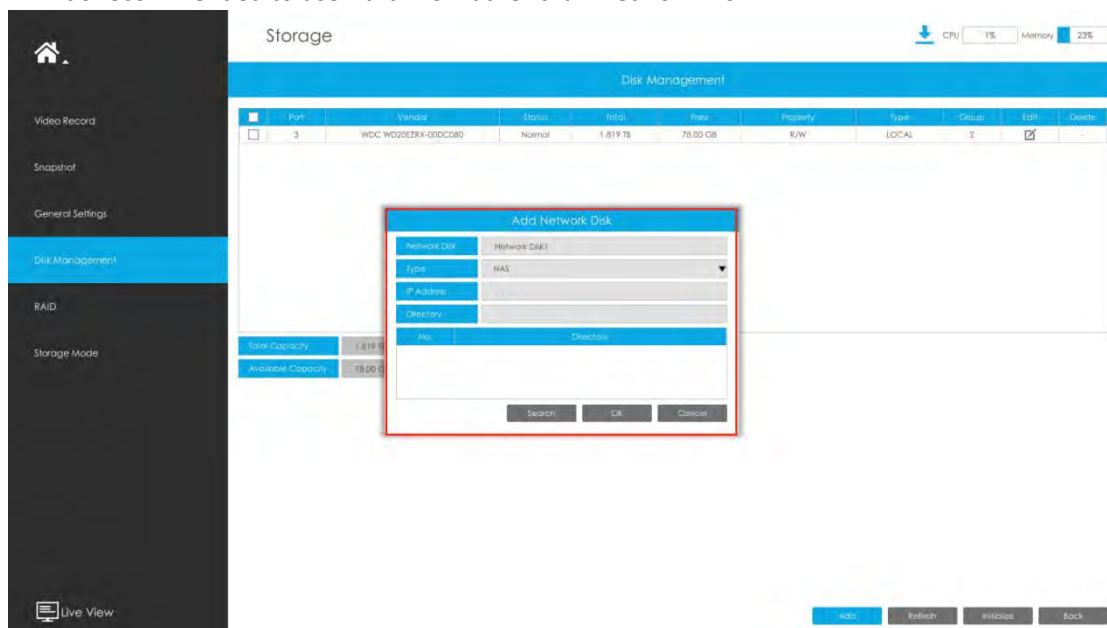 Storage
CPU 1% Memory 23%
Disk Management
Video Record
Snapshot
General Settings
Disk Management
RAID
Storage Mode
Port Vendor Status Total Free Property Type Group Edit Delete
3 WDC WD20EZRX-00DC0B0 Normal 1.819 TB 78.00 GB R/W LOCAL -
Add Network Disk
Network Disk Network Disk1
Type NAS
IP Address
Directory
No. Directory
Total Capacity 1.819
Available Capacity 78.00
Search Ok Cancel
Live View
Add Refresh Initialize Back